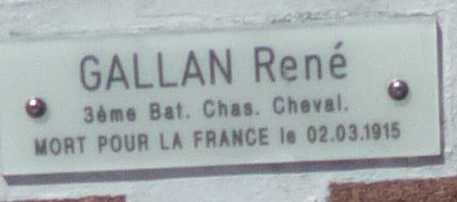 GALLAN René
3ème Bat. Chas. Cheval.
MORT POUR LA FRANCE le 02.03.1915